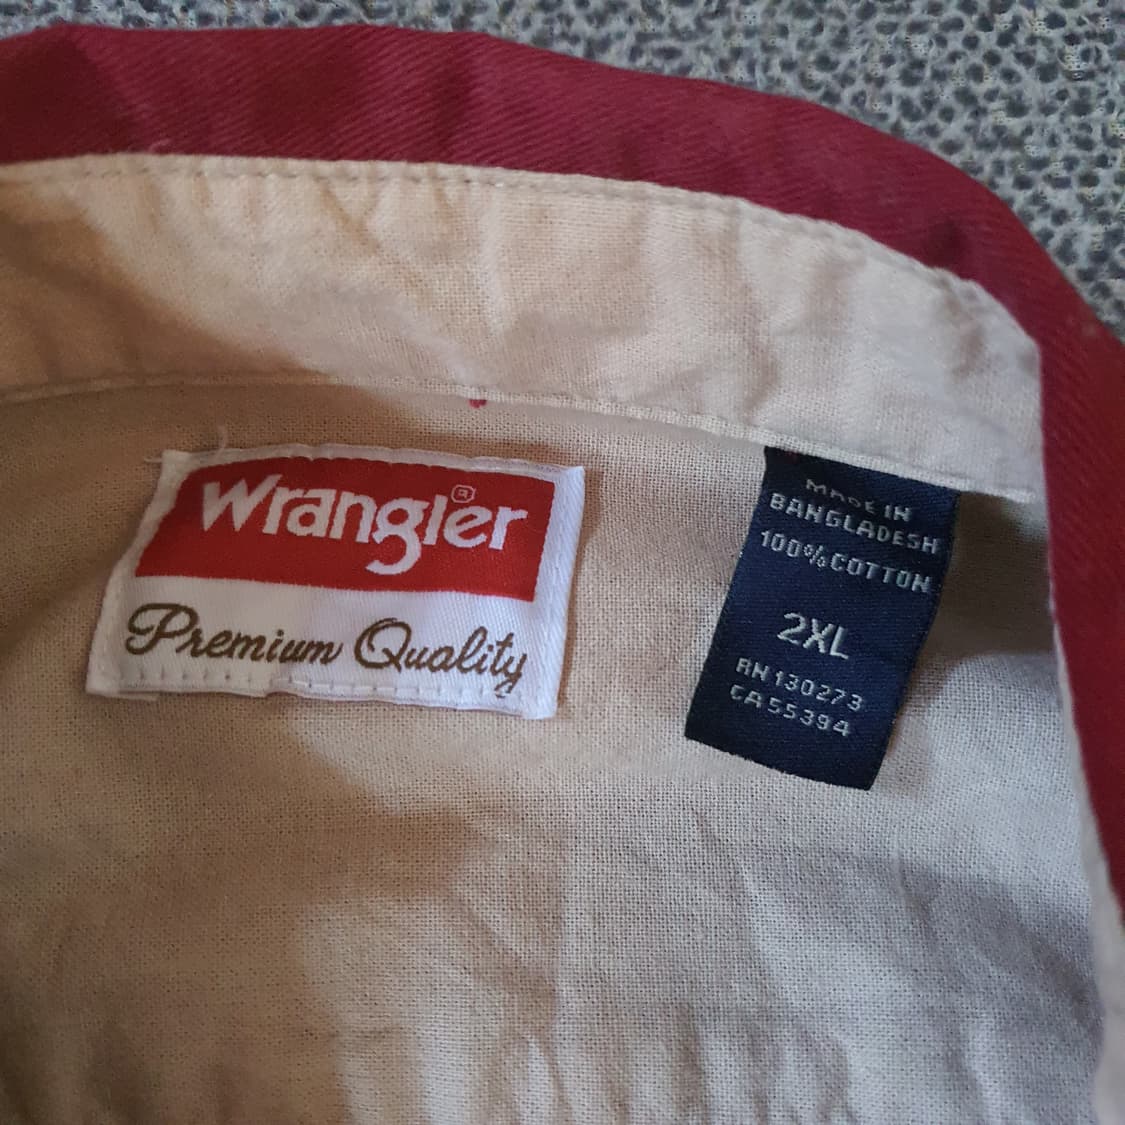 Wrangler®
Premium Quality
MADE IN
BANGLADESH
100% COTTON
2XL
RN 130273
CA 55394